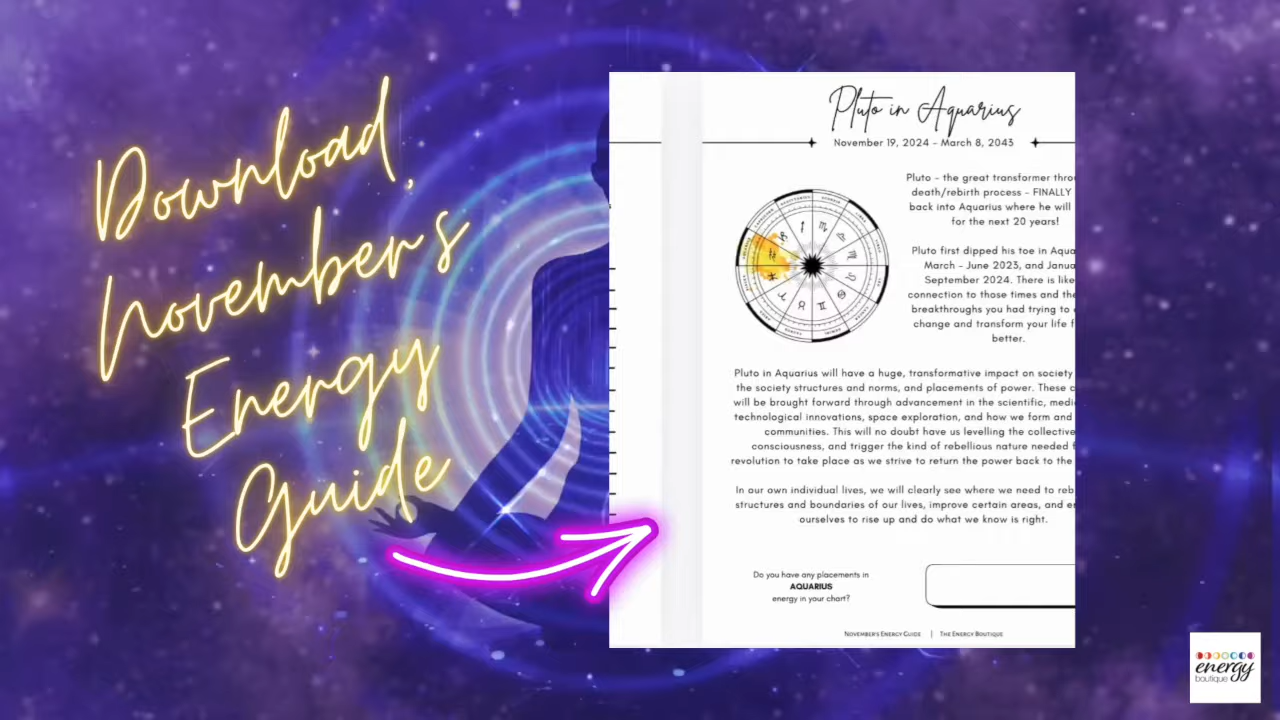 Download
November's
Energy
Guide
Pluto in Aquarius
November 19, 2024 - March 8, 2043
Pluto - the great transformer
death/rebirth process - FINALLY
back into Aquarius where he will
for the next 20 years!
Pluto first dipped his toe in
March - June 2023, and
September 2024. There is
connection to those times and
breakthroughs you had trying to
change and transform your life
better.
Pluto in Aquarius will have a huge, transformative impact on society
the society structures and norms, and placements of power. These
will be brought forward through advancement in the scientific,
technological innovations, space exploration, and how we form and
communities. This will no doubt have us levelling the collective
consciousness, and trigger the kind of rebellious nature needed
revolution to take place as we strive to return the power back to the
In our own individual lives, we will clearly see where we need to
structures and boundaries of our lives, improve certain areas, and
ourselves to rise up and do what we know is right.
Do you have any placements in
AQUARIUS
energy in your chart?
NOVEMBER'S ENERGY GUIDE | THE ENERGY BOUTIQUE
energy
boutique